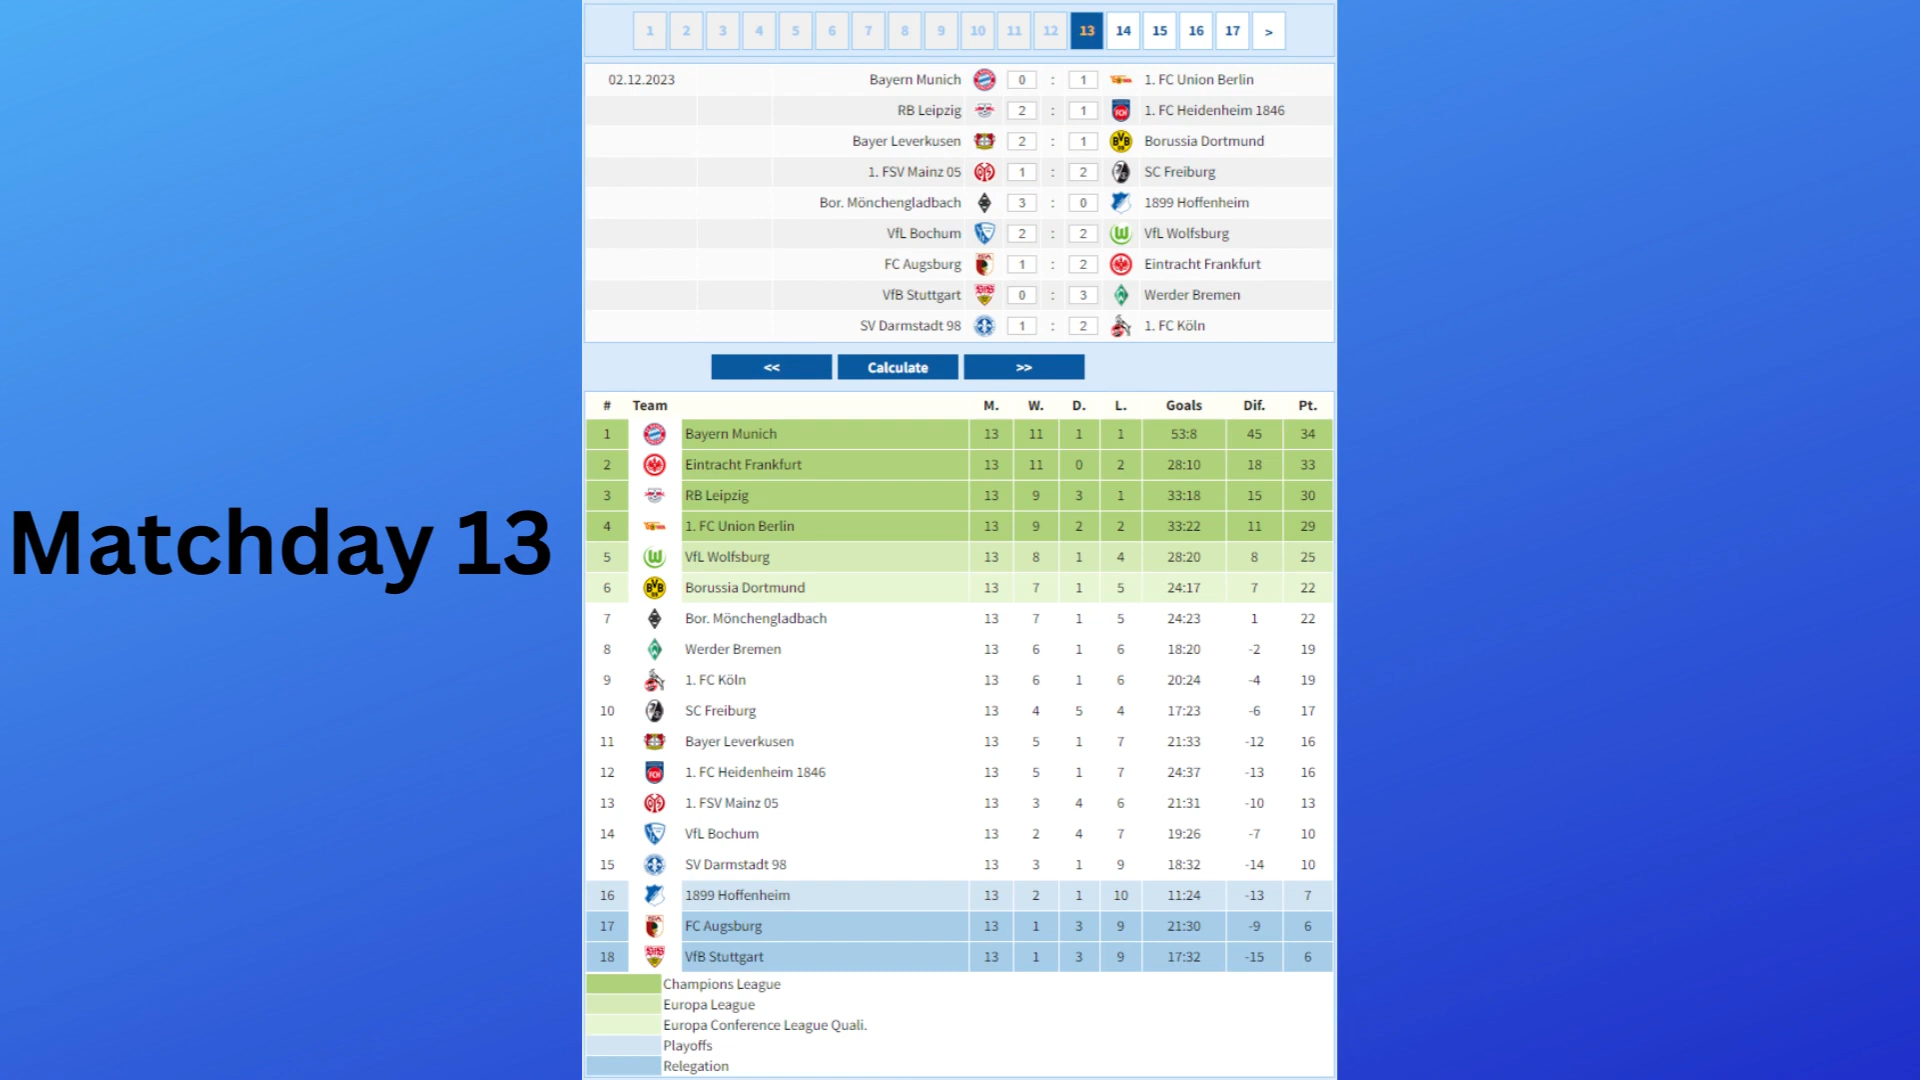 1 2 3 4 5 6 7 8 9 10 11 12 13 14 15 16 17 >
02.12.2023 Bayern Munich 0 : 1 1. FC Union Berlin
RB Leipzig 2 : 1 1. FC Heidenheim 1846
Bayer Leverkusen 2 : 1 Borussia Dortmund
1. FSV Mainz 05 1 : 2 SC Freiburg
Bor. Mönchengladbach 3 : 0 1899 Hoffenheim
VfL Bochum 2 : 2 VfL Wolfsburg
FC Augsburg 1 : 2 Eintracht Frankfurt
VfB Stuttgart 0 : 3 Werder Bremen
SV Darmstadt 98 1 : 2 1. FC Köln
<< Calculate >>
# Team M. W. D. L. Goals Dif. Pt.
1 Bayern Munich 13 11 1 1 53:8 45 34
2 Eintracht Frankfurt 13 11 0 2 28:10 18 33
3 RB Leipzig 13 9 3 1 33:18 15 30
4 1. FC Union Berlin 13 9 2 2 33:22 11 29
5 VfL Wolfsburg 13 8 1 4 28:20 8 25
6 Borussia Dortmund 13 7 1 5 24:17 7 22
7 Bor. Mönchengladbach 13 7 1 5 24:23 1 22
8 Werder Bremen 13 6 1 6 18:20 -2 19
9 1. FC Köln 13 6 1 6 20:24 -4 19
10 SC Freiburg 13 4 5 4 17:23 -6 17
11 Bayer Leverkusen 13 5 1 7 21:33 -12 16
12 1. FC Heidenheim 1846 13 5 1 7 24:37 -13 16
13 1. FSV Mainz 05 13 3 4 6 21:31 -10 13
14 VfL Bochum 13 2 4 7 19:26 -7 10
15 SV Darmstadt 98 13 3 1 9 18:32 -14 10
16 1899 Hoffenheim 13 2 1 10 11:24 -13 7
17 FC Augsburg 13 1 3 9 21:30 -9 6
18 VfB Stuttgart 13 1 3 9 17:32 -15 6
Champions League
Europa League
Europa Conference League Quali.
Playoffs
Relegation
Matchday 13